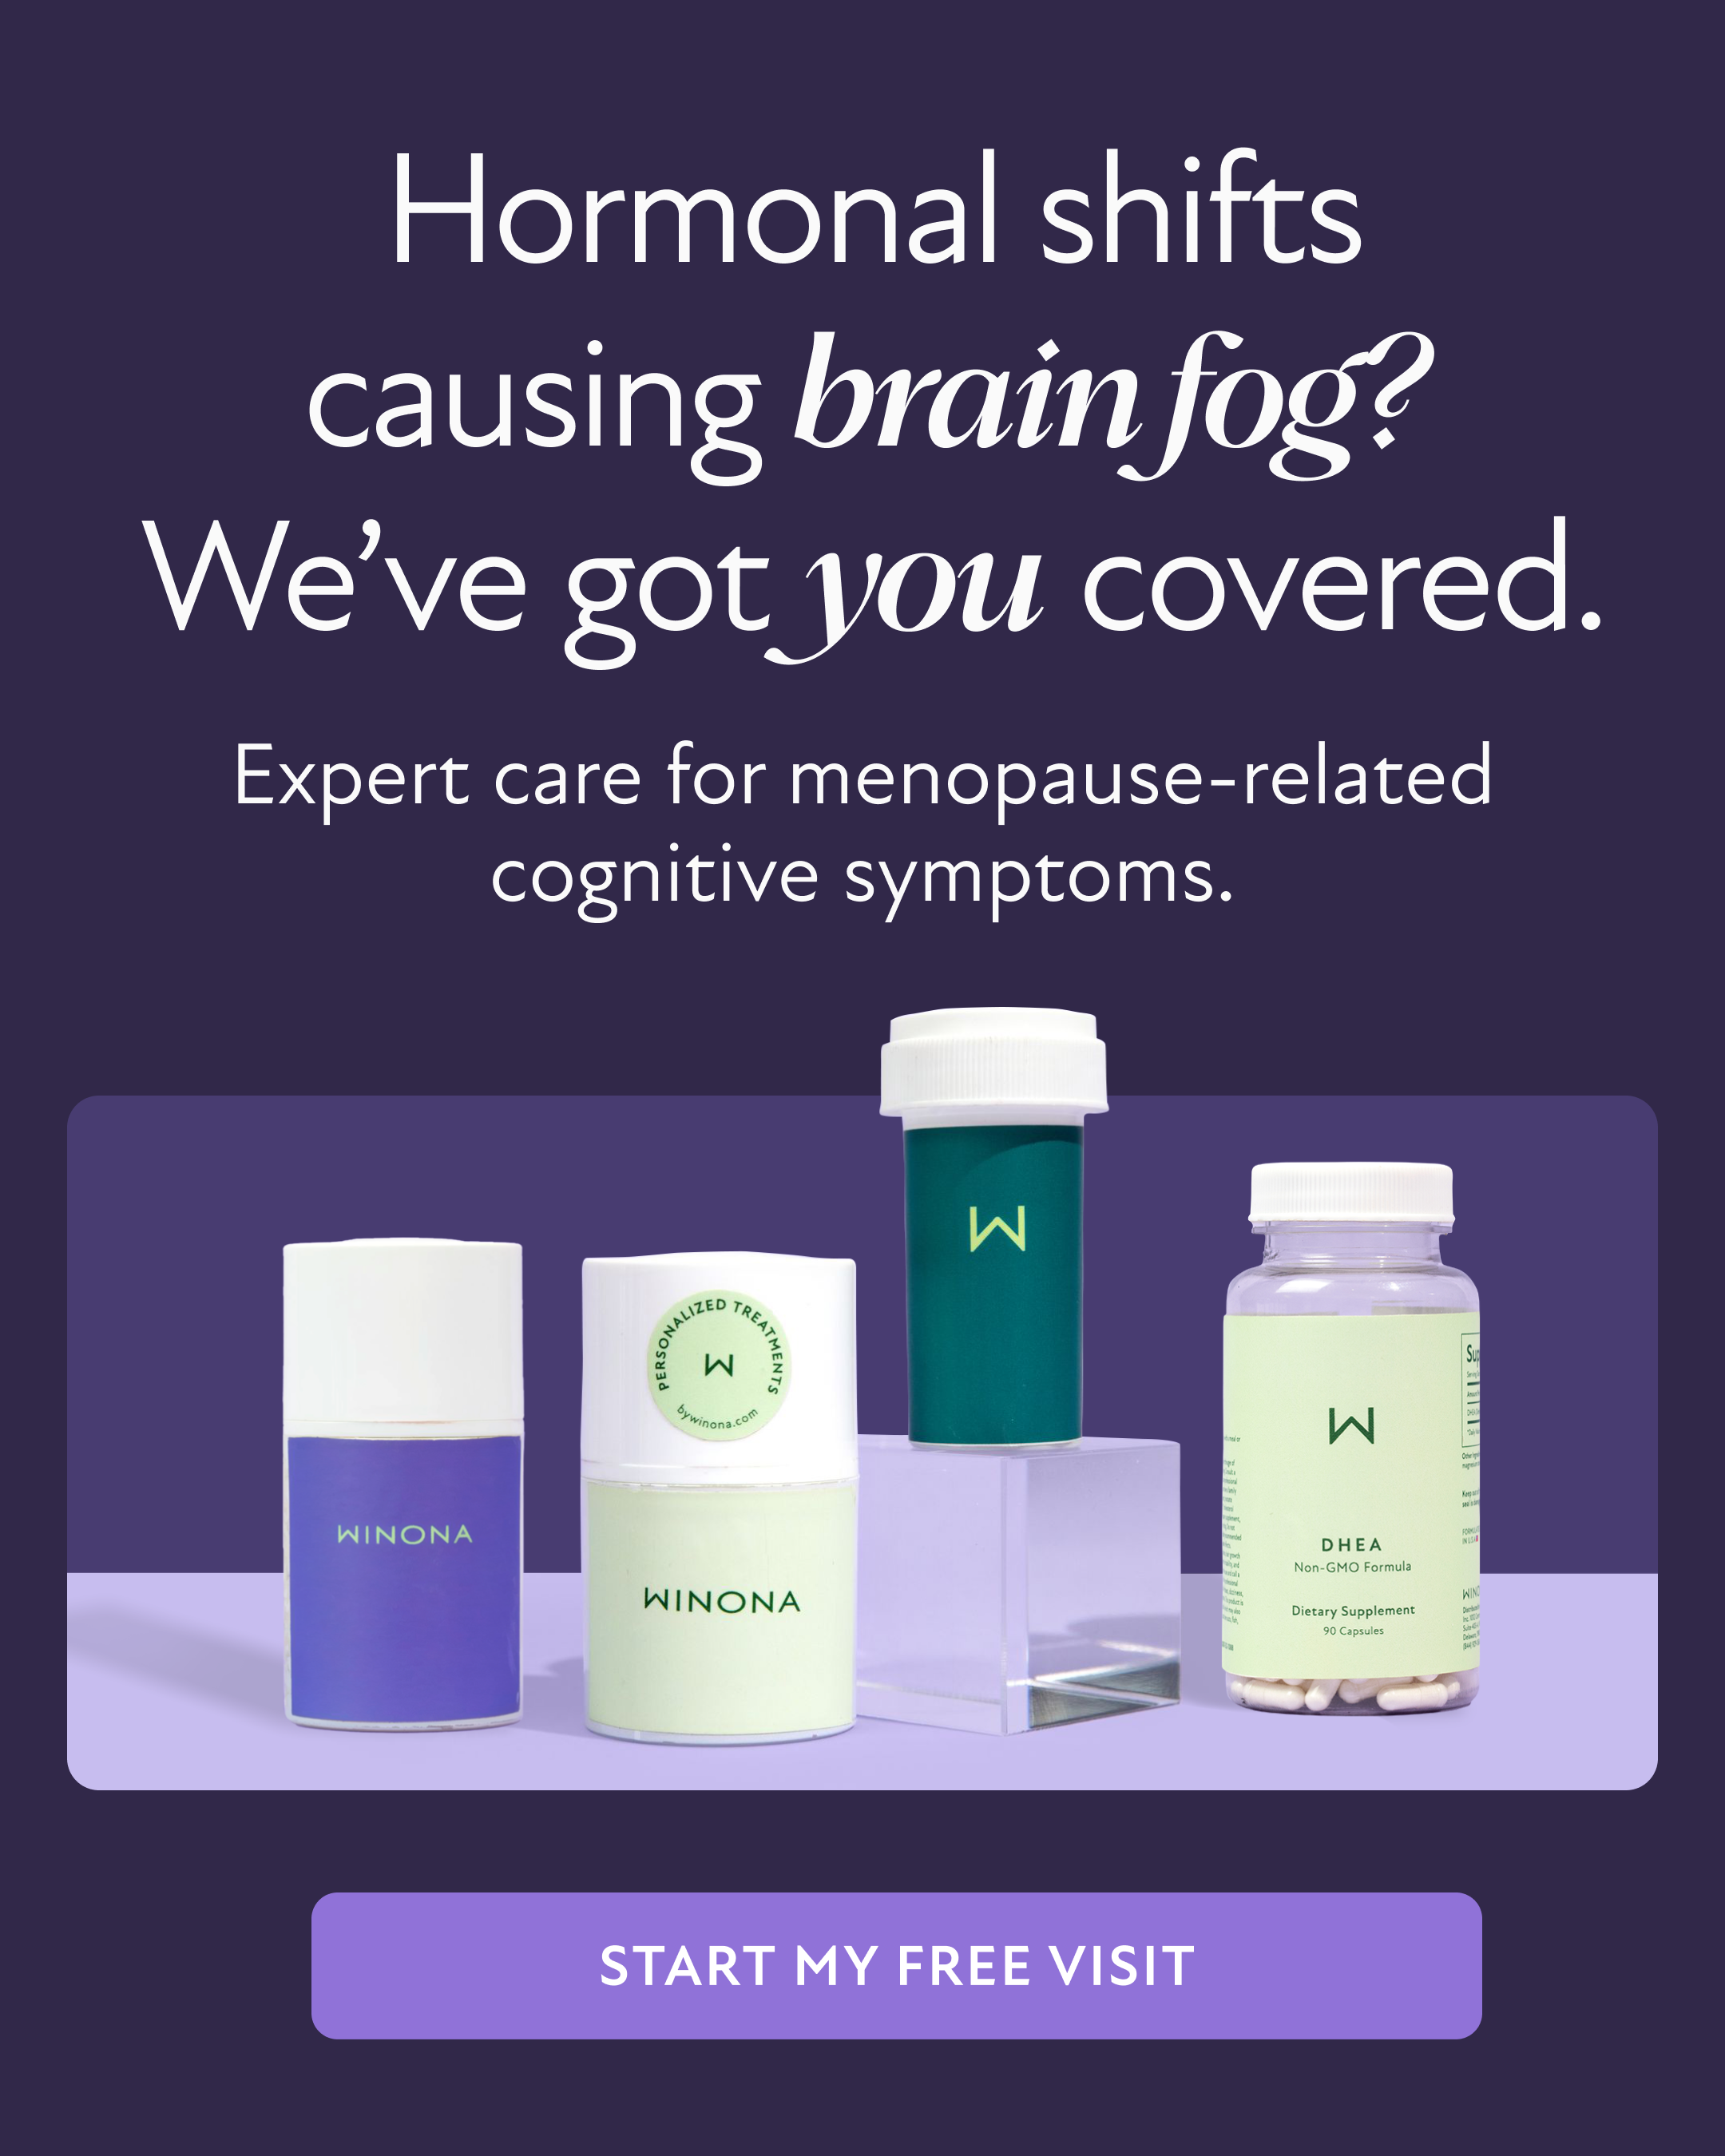 Hormonal shifts
causing brain fog?
We’ve got you covered.
Expert care for menopause-related
cognitive symptoms.
PERSONALIZED TREATMENTS
W
bywinona.com
WINONA
WINONA
W
W
DHEA
Non-GMO Formula
Dietary Supplement
90 Capsules
START MY FREE VISIT